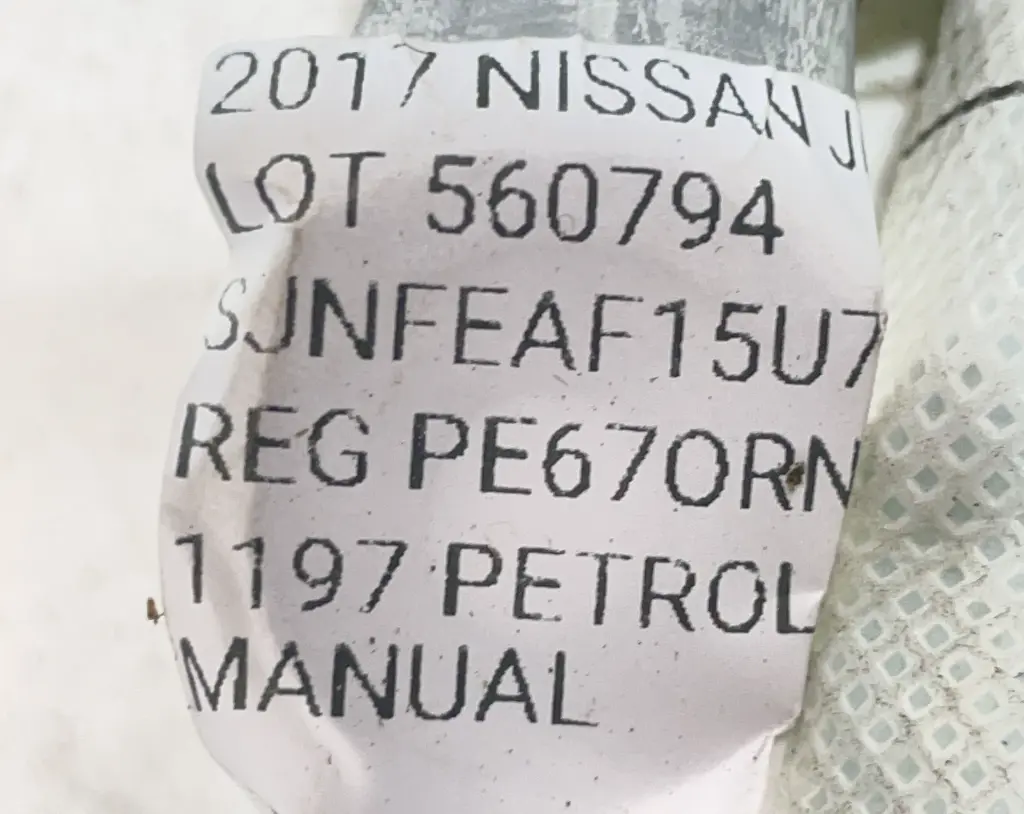 2017 NISSAN J
LOT 560794
SJNFEAF15U7
REG PE67ORN
1197 PETROL
MANUAL